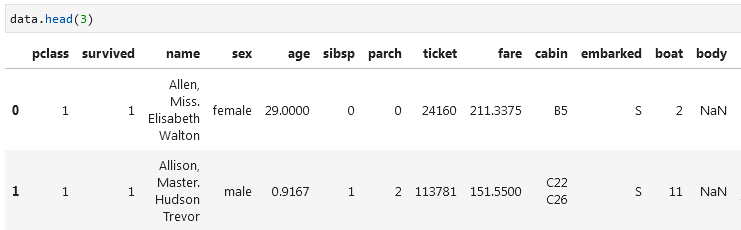 data.head(3)
pclass survived name sex age sibsp parch ticket fare cabin embarked boat body
Allen,
Miss.
0 1 1 Elisabeth female 29.0000 0 0 24160 211.3375 B5 S 2 NaN
Walton
Allison,
Master. C22
1 1 1 Hudson male 0.9167 1 2 113781 151.5500 C26 S 11 NaN
Trevor